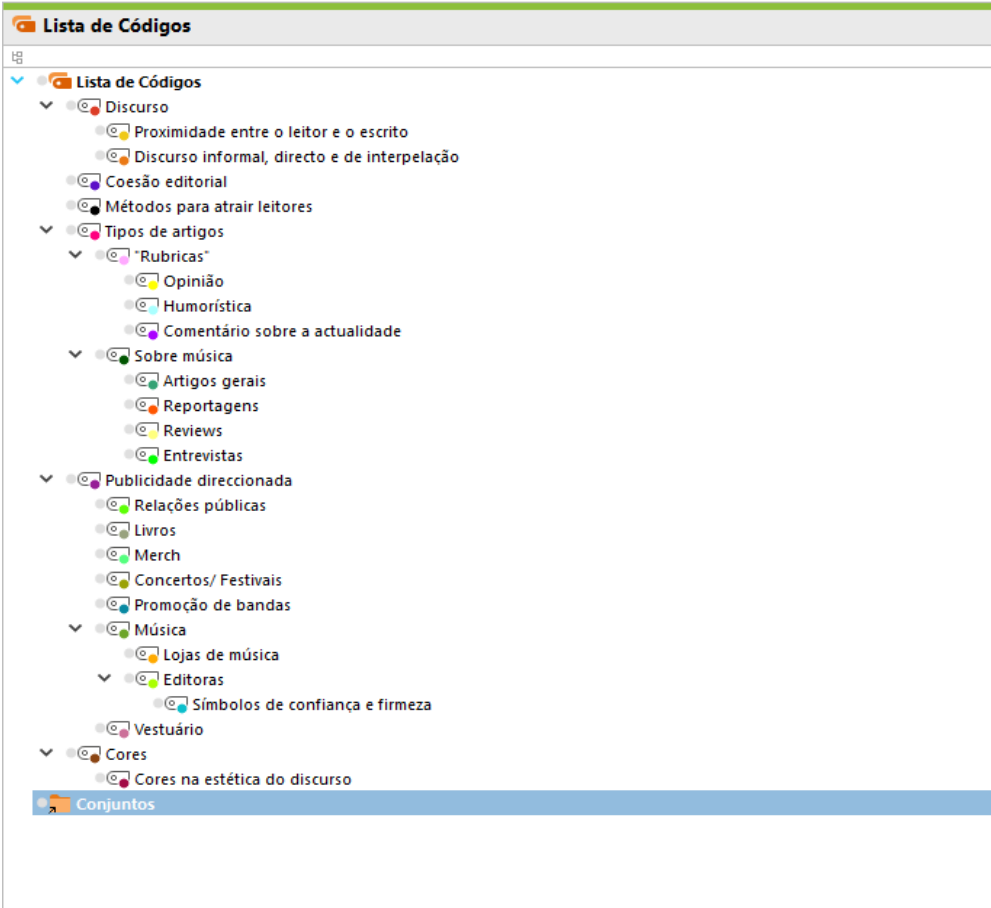 Lista de Códigos
Lista de Códigos
Discurso
Proximidade entre o leitor e o escrito
Discurso informal, directo e de interpelação
Coesão editorial
Métodos para atrair leitores
Tipos de artigos
"Rubricas"
Opinião
Humorística
Comentário sobre a actualidade
Sobre música
Artigos gerais
Reportagens
Reviews
Entrevistas
Publicidade direccionada
Relações públicas
Livros
Merch
Concertos/ Festivais
Promoção de bandas
Música
Lojas de música
Editoras
Símbolos de confiança e firmeza
Vestuário
Cores
Cores na estética do discurso
Conjuntos